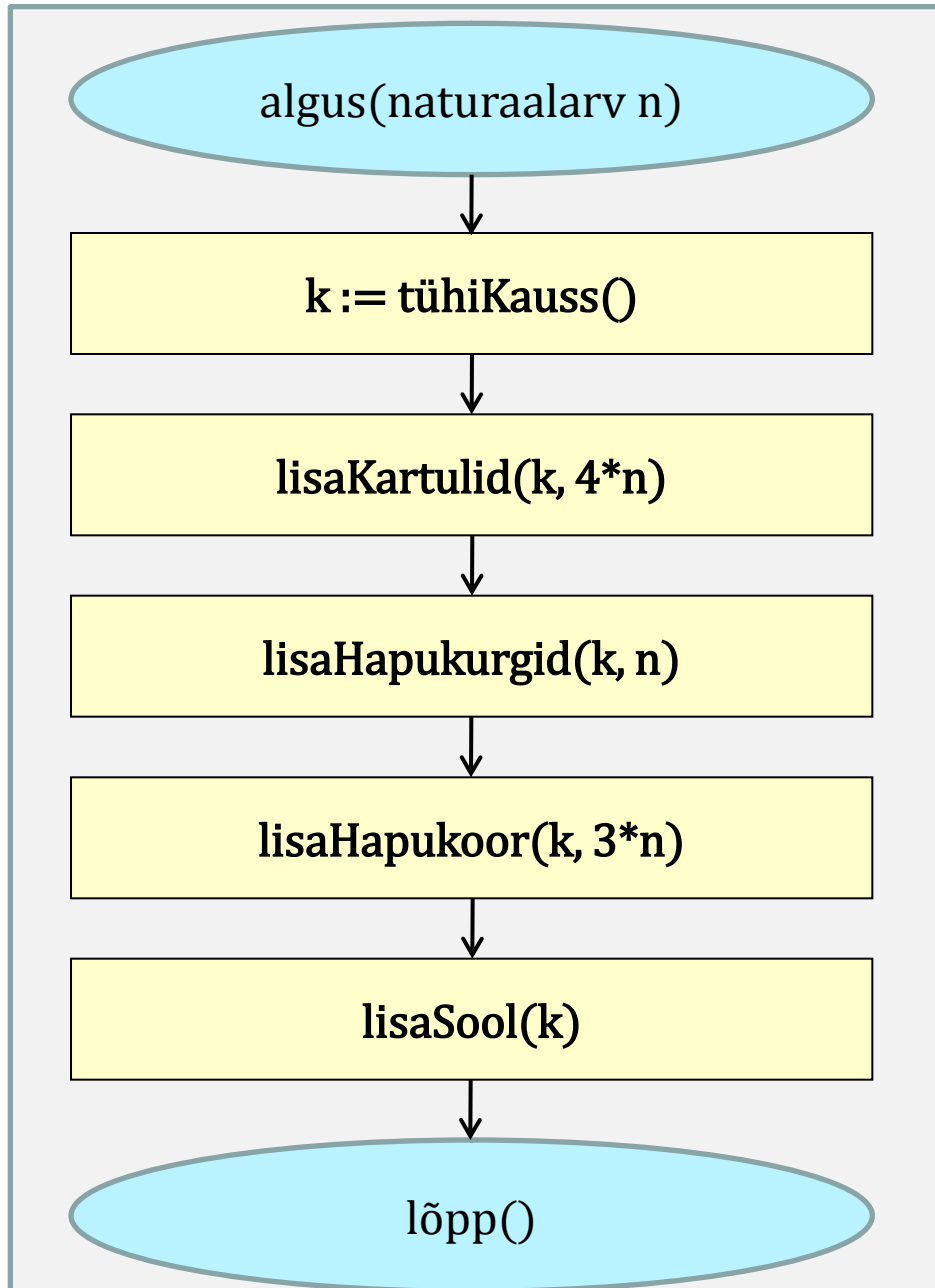 algus(naturaalarv n)
k := tühiKauss()
lisaKartulid(k, 4*n)
lisaHapukurgid(k, n)
lisaHapukoor(k, 3*n)
lisaSool(k)
lõpp()